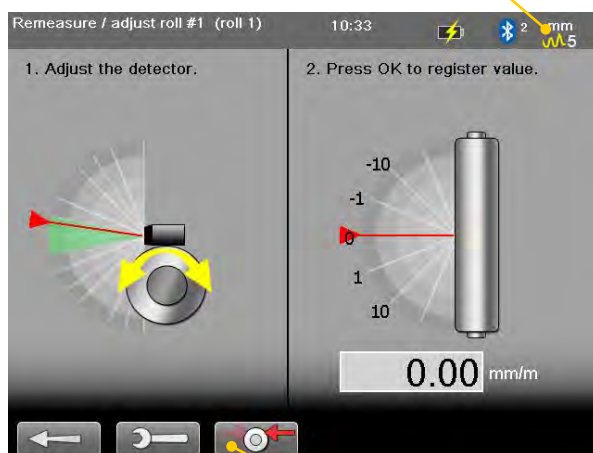 Remeasure / adjust roll #1 (roll 1) 10:33 2 mm
5
1. Adjust the detector.
2. Press OK to register value.
-10
-1
0
1
10
0.00 mm/m